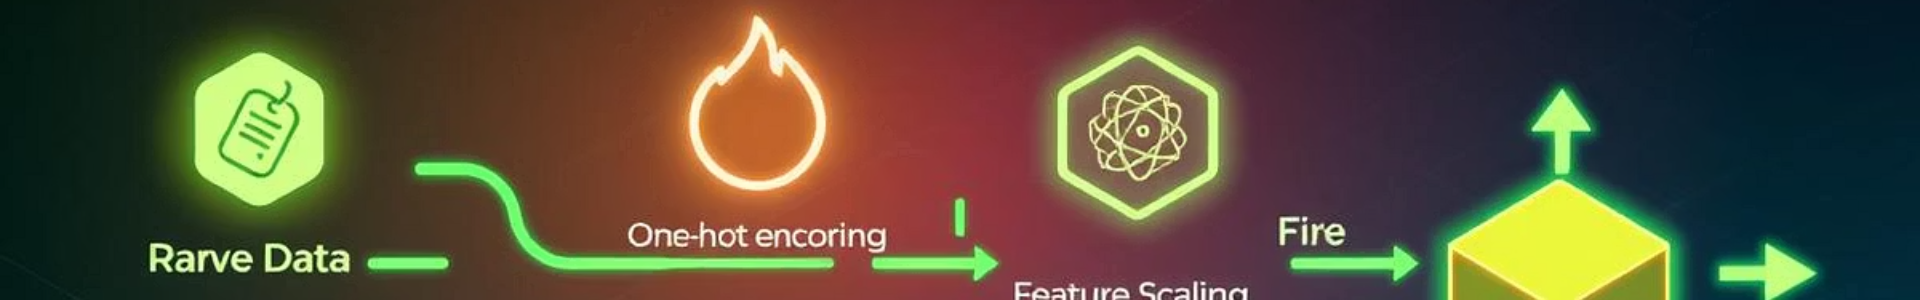 Rarve Data
One-hot encoring
Feature Scaling
Fire